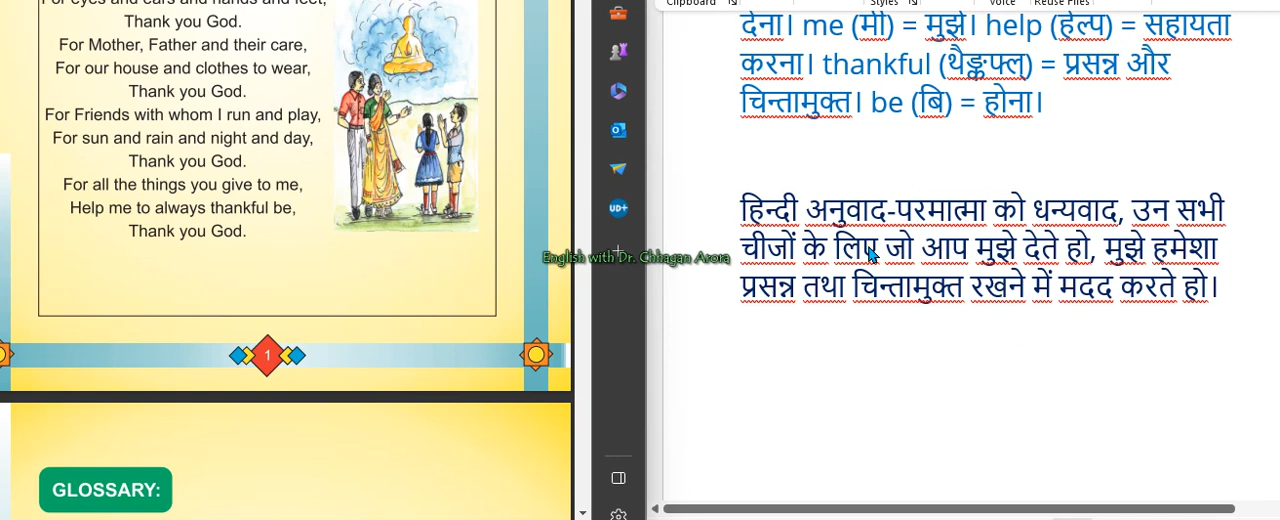 For eyes and ears and hands and feet,
Thank you God.
For Mother, Father and their care,
For our house and clothes to wear,
Thank you God.
For Friends with whom I run and play,
For sun and rain and night and day,
Thank you God.
For all the things you give to me,
Help me to always thankful be,
Thank you God.
1
GLOSSARY:
UD+
English with Dr. Chhagan Arora
Clipboard
Styles
Voice
Reuse Files
देना। me (मी) = मुझे। help (हेल्प) = सहायता
करना। thankful (थैङ्कफ्ल्) = प्रसन्न और
चिन्तामुक्त। be (बि) = होना।
हिन्दी अनुवाद-परमात्मा को धन्यवाद, उन सभी
चीजों के लिए जो आप मुझे देते हो, मुझे हमेशा
प्रसन्न तथा चिन्तामुक्त रखने में मदद करते हो।